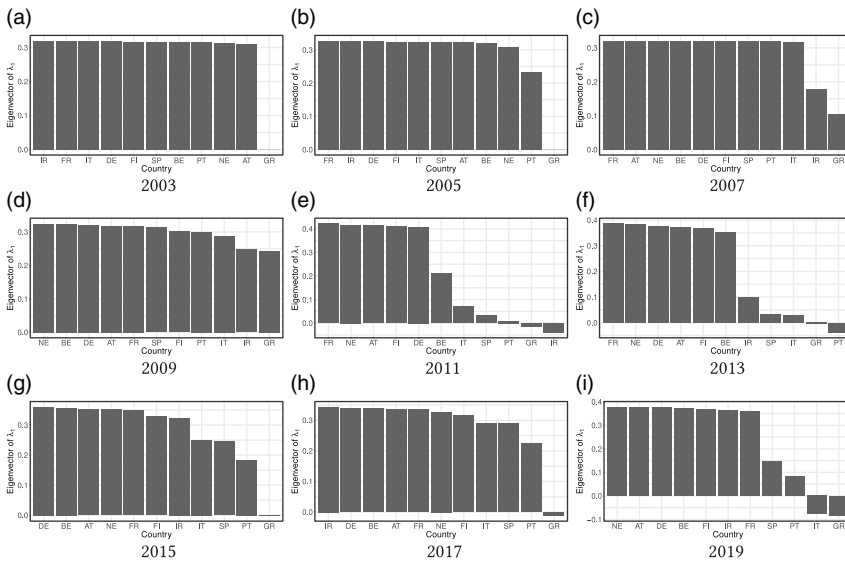 (a)
Eigenvector of λ1
0.3
0.2
0.1
0.0
IR FR IT DE FI SP BE PT NE AT GR
Country
2003
(b)
Eigenvector of λ1
0.3
0.2
0.1
0.0
FR IR DE FI IT SP AT BE NE PT GR
Country
2005
(c)
Eigenvector of λ1
0.3
0.2
0.1
0.0
FR AT NE BE DE FI SP PT IT IR GR
Country
2007
(d)
Eigenvector of λ1
0.3
0.2
0.1
0.0
NE BE DE AT FR SP FI PT IT IR GR
Country
2009
(e)
Eigenvector of λ1
0.4
0.3
0.2
0.1
0.0
FR NE AT FI DE BE IT SP PT GR IR
Country
2011
(f)
Eigenvector of λ1
0.4
0.3
0.2
0.1
0.0
FR NE DE AT FI BE IR SP IT GR PT
Country
2013
(g)
Eigenvector of λ1
0.3
0.2
0.1
0.0
DE BE AT NE FR FI IR IT SP PT GR
Country
2015
(h)
Eigenvector of λ1
0.3
0.2
0.1
0.0
IR DE BE AT FR NE FI IT SP PT GR
Country
2017
(i)
Eigenvector of λ1
0.4
0.3
0.2
0.1
0.0
−0.1
NE AT DE BE FI IR FR SP PT IT GR
Country
2019